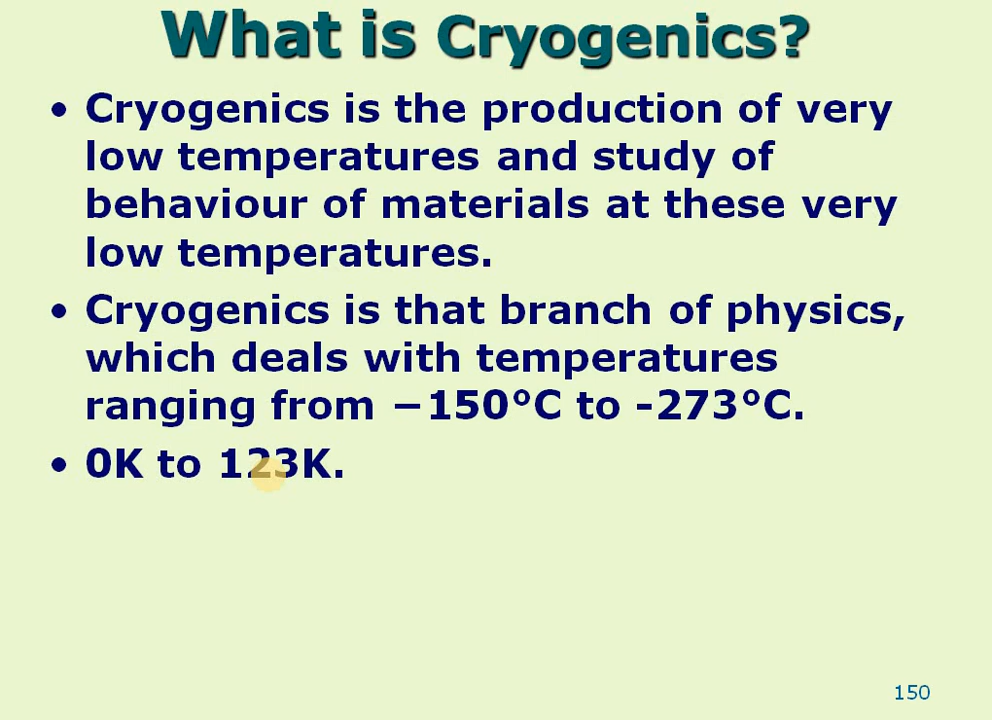 What is Cryogenics?
• Cryogenics is the production of very
low temperatures and study of
behaviour of materials at these very
low temperatures.
• Cryogenics is that branch of physics,
which deals with temperatures
ranging from −150°C to -273°C.
• 0K to 123K.
150